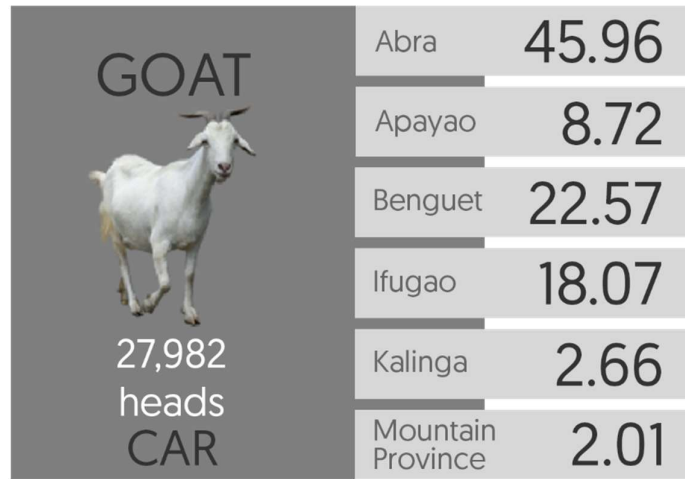 GOAT
27,982
heads
CAR
Abra 45.96
Apayao 8.72
Benguet 22.57
Ifugao 18.07
Kalinga 2.66
Mountain
Province 2.01